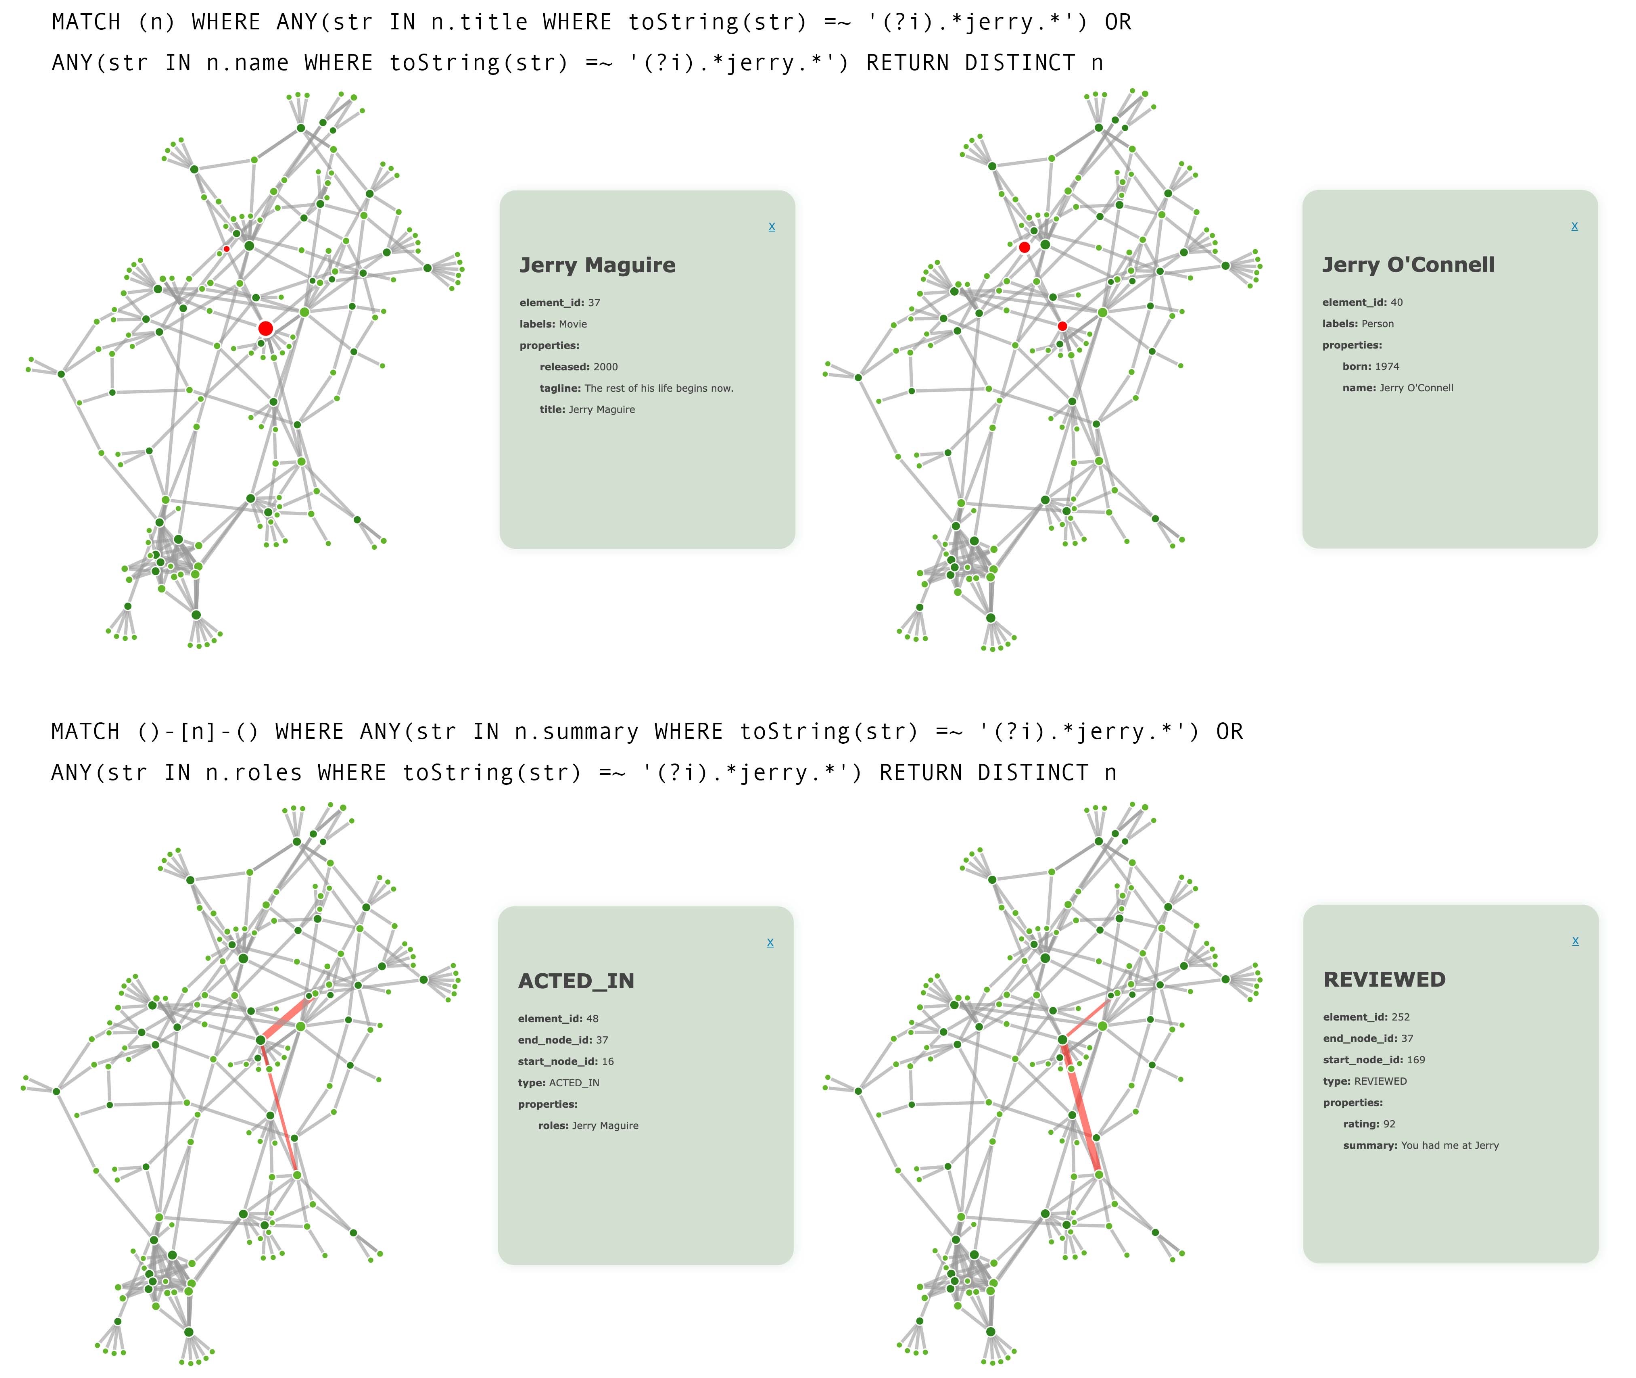 MATCH (n) WHERE ANY(str IN n.title WHERE toString(str) =~ '(?i).*jerry.*') OR
ANY(str IN n.name WHERE toString(str) =~ '(?i).*jerry.*') RETURN DISTINCT n
x
Jerry Maguire
element_id: 37
labels: Movie
properties:
released: 2000
tagline: The rest of his life begins now.
title: Jerry Maguire
x
Jerry O'Connell
element_id: 40
labels: Person
properties:
born: 1974
name: Jerry O'Connell
MATCH ()-[n]-() WHERE ANY(str IN n.summary WHERE toString(str) =~ '(?i).*jerry.*') OR
ANY(str IN n.roles WHERE toString(str) =~ '(?i).*jerry.*') RETURN DISTINCT n
x
ACTED_IN
element_id: 48
end_node_id: 37
start_node_id: 16
type: ACTED_IN
properties:
roles: Jerry Maguire
x
REVIEWED
element_id: 252
end_node_id: 37
start_node_id: 169
type: REVIEWED
properties:
rating: 92
summary: You had me at Jerry